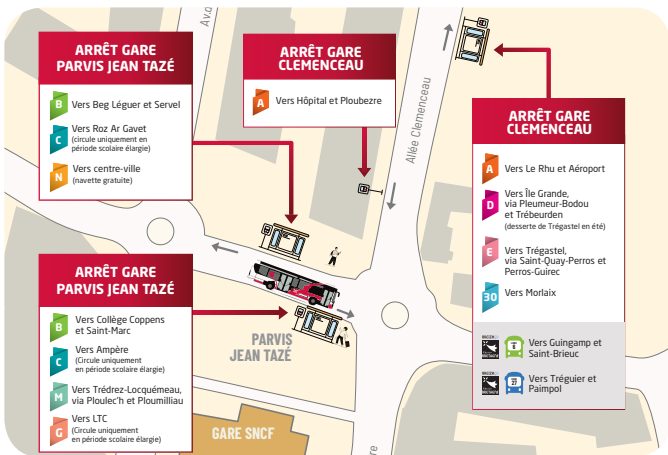 ARRÊT GARE
PARVIS JEAN TAZÉ
B
Vers Beg Léguer et Servel
C
Vers Roz Ar Gavet
(circule uniquement en
période scolaire élargie)
N
Vers centre-ville
(navette gratuite)
ARRÊT GARE
CLEMENCEAU
A
Vers Hôpital et Ploubezre
Allée Clemenceau
ARRÊT GARE
CLEMENCEAU
A
Vers Le Rhu et Aéroport
D
Vers Île Grande,
via Pleumeur-Bodou
et Trébeurden
(desserte de Trégastel en été)
E
Vers Trégastel,
via Saint-Quay-Perros et
Perros-Guirec
30
Vers Morlaix
Vers Guingamp et
Saint-Brieuc
27
Vers Tréguier et
Paimpol
ARRÊT GARE
PARVIS JEAN TAZÉ
B
Vers Collège Coppens
et Saint-Marc
C
Vers Ampère
(Circule uniquement
en période scolaire élargie)
M
Vers Trédrez-Locquémeau,
via Ploulec'h et Ploumilliau
G
Vers LTC
(Circule uniquement
en période scolaire élargie)
PARVIS
JEAN TAZÉ
GARE SNCF